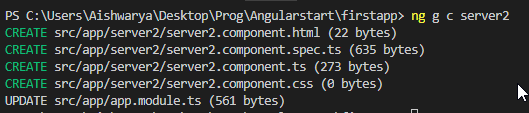 PS C:\Users\Aishwarya\Desktop\Prog\Angularstart\firstapp> ng g c server2
CREATE src/app/server2/server2.component.html (22 bytes)
CREATE src/app/server2/server2.component.spec.ts (635 bytes)
CREATE src/app/server2/server2.component.ts (273 bytes)
CREATE src/app/server2/server2.component.css (0 bytes)
UPDATE src/app/app.module.ts (561 bytes)